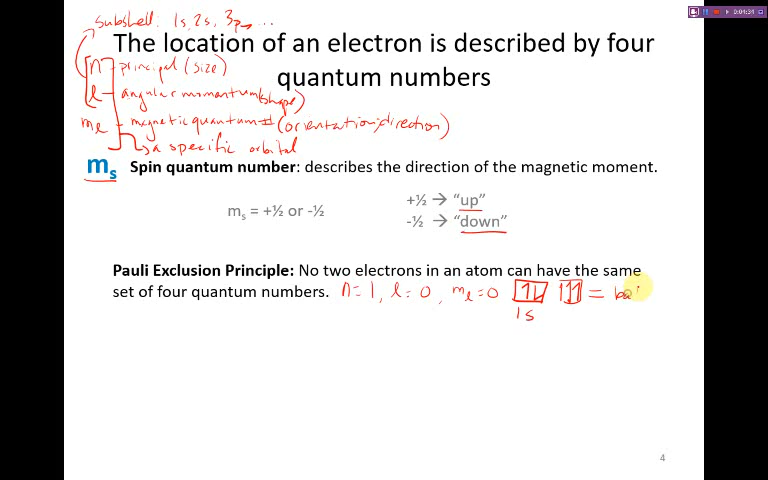 subshell: 1s, 2s, 3p, ...
The location of an electron is described by four
quantum numbers
n - principal (size)
l - angular momentum (shape)
ml - magnetic quantum # (orientation; direction)
↳ a specific orbital
ms Spin quantum number: describes the direction of the magnetic moment.
ms = +½ or -½
+½ → “up”
-½ → “down”
Pauli Exclusion Principle: No two electrons in an atom can have the same
set of four quantum numbers. n=1, l=0, ml=0 ↑↓ ↑↑ =
1s
4
00:04:34